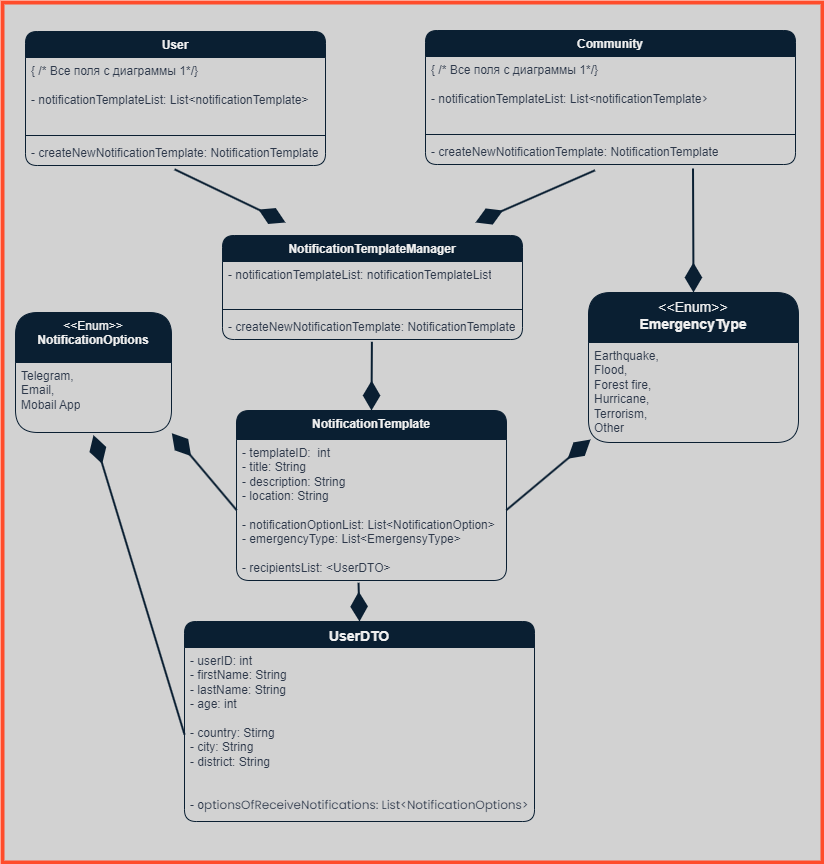 User
{ /* Все поля с диаграммы 1*/}
- notificationTemplateList: List<notificationTemplate>
- createNewNotificationTemplate: NotificationTemplate
Community
{ /* Все поля с диаграммы 1*/}
- notificationTemplateList: List<notificationTemplate>
- createNewNotificationTemplate: NotificationTemplate
NotificationTemplateManager
- notificationTemplateList: notificationTemplateList
- createNewNotificationTemplate: NotificationTemplate
<<Enum>>
NotificationOptions
Telegram,
Email,
Mobail App
<<Enum>>
EmergencyType
Earthquake,
Flood,
Forest fire,
Hurricane,
Terrorism,
Other
NotificationTemplate
- templateID:  int
- title: String
- description: String
- location: String
- notificationOptionList: List<NotificationOption>
- emergencyType: List<EmergensyType>
- recipientsList: <UserDTO>
UserDTO
- userID: int
- firstName: String
- lastName: String
- age: int
- country: Stirng
- city: String
- district: String
- optionsOfReceiveNotifications: List<NotificationOptions>